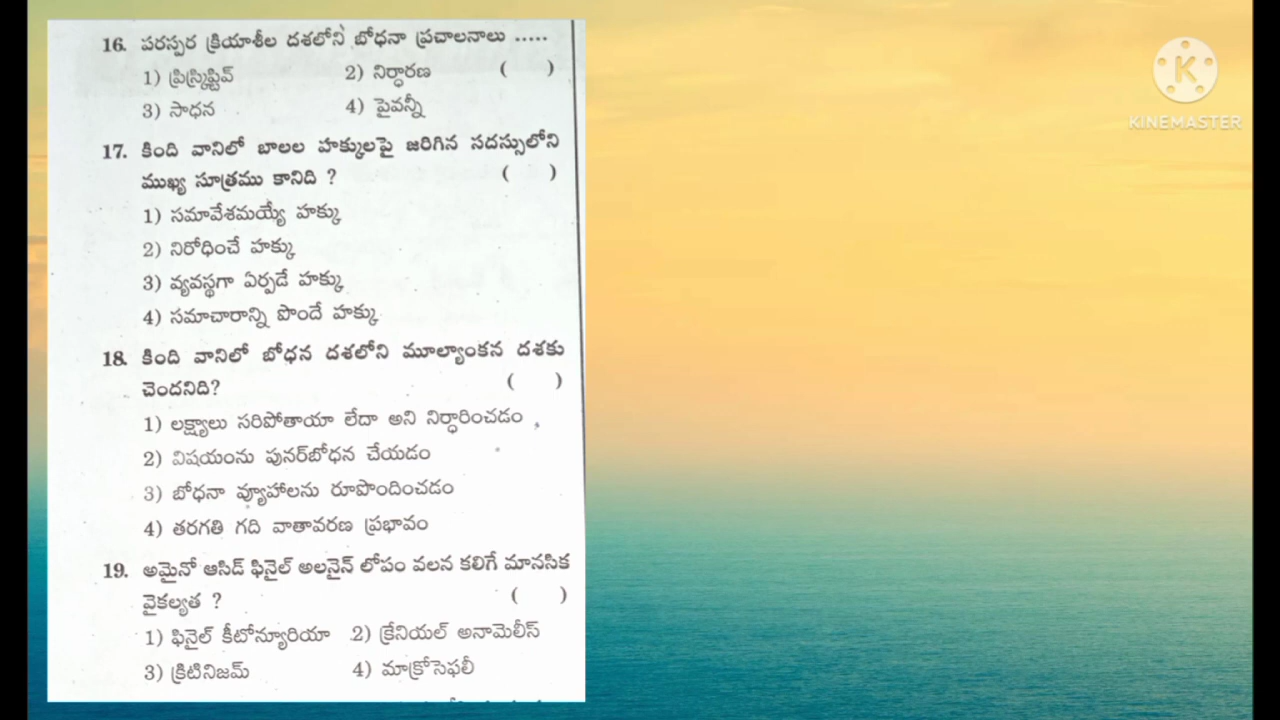 16. పరస్పర క్రియాశీల దశలోని బోధనా ప్రచాలనాలు .....
1) ప్రిస్క్రిప్టివ్ 2) నిర్ధారణ ( )
3) సాధన 4) పైవన్నీ
17. కింది వానిలో బాలల హక్కులపై జరిగిన సదస్సులోని
ముఖ్య సూత్రము కానిది ? ( )
1) సమావేశమయ్యే హక్కు
2) నిరోధించే హక్కు
3) వ్యవస్థగా ఏర్పడే హక్కు
4) సమాచారాన్ని పొందే హక్కు
18. కింది వానిలో బోధన దశలోని మూల్యాంకన దశకు
చెందనిది? ( )
1) లక్ష్యాలు సరిపోతాయా లేదా అని నిర్ధారించడం
2) విషయంను పునర్‌బోధన చేయడం
3) బోధనా వ్యూహాలను రూపొందించడం
4) తరగతి గది వాతావరణ ప్రభావం
19. అమైనో ఆసిడ్ ఫినైల్ అలనైన్ లోపం వలన కలిగే మానసిక
వైకల్యత ? ( )
1) ఫినైల్ కీటోన్యూరియా 2) క్రేనియల్ అనామెలీస్
3) క్రిటినిజమ్ 4) మాక్రోసెఫలీ
K
KINEMASTER